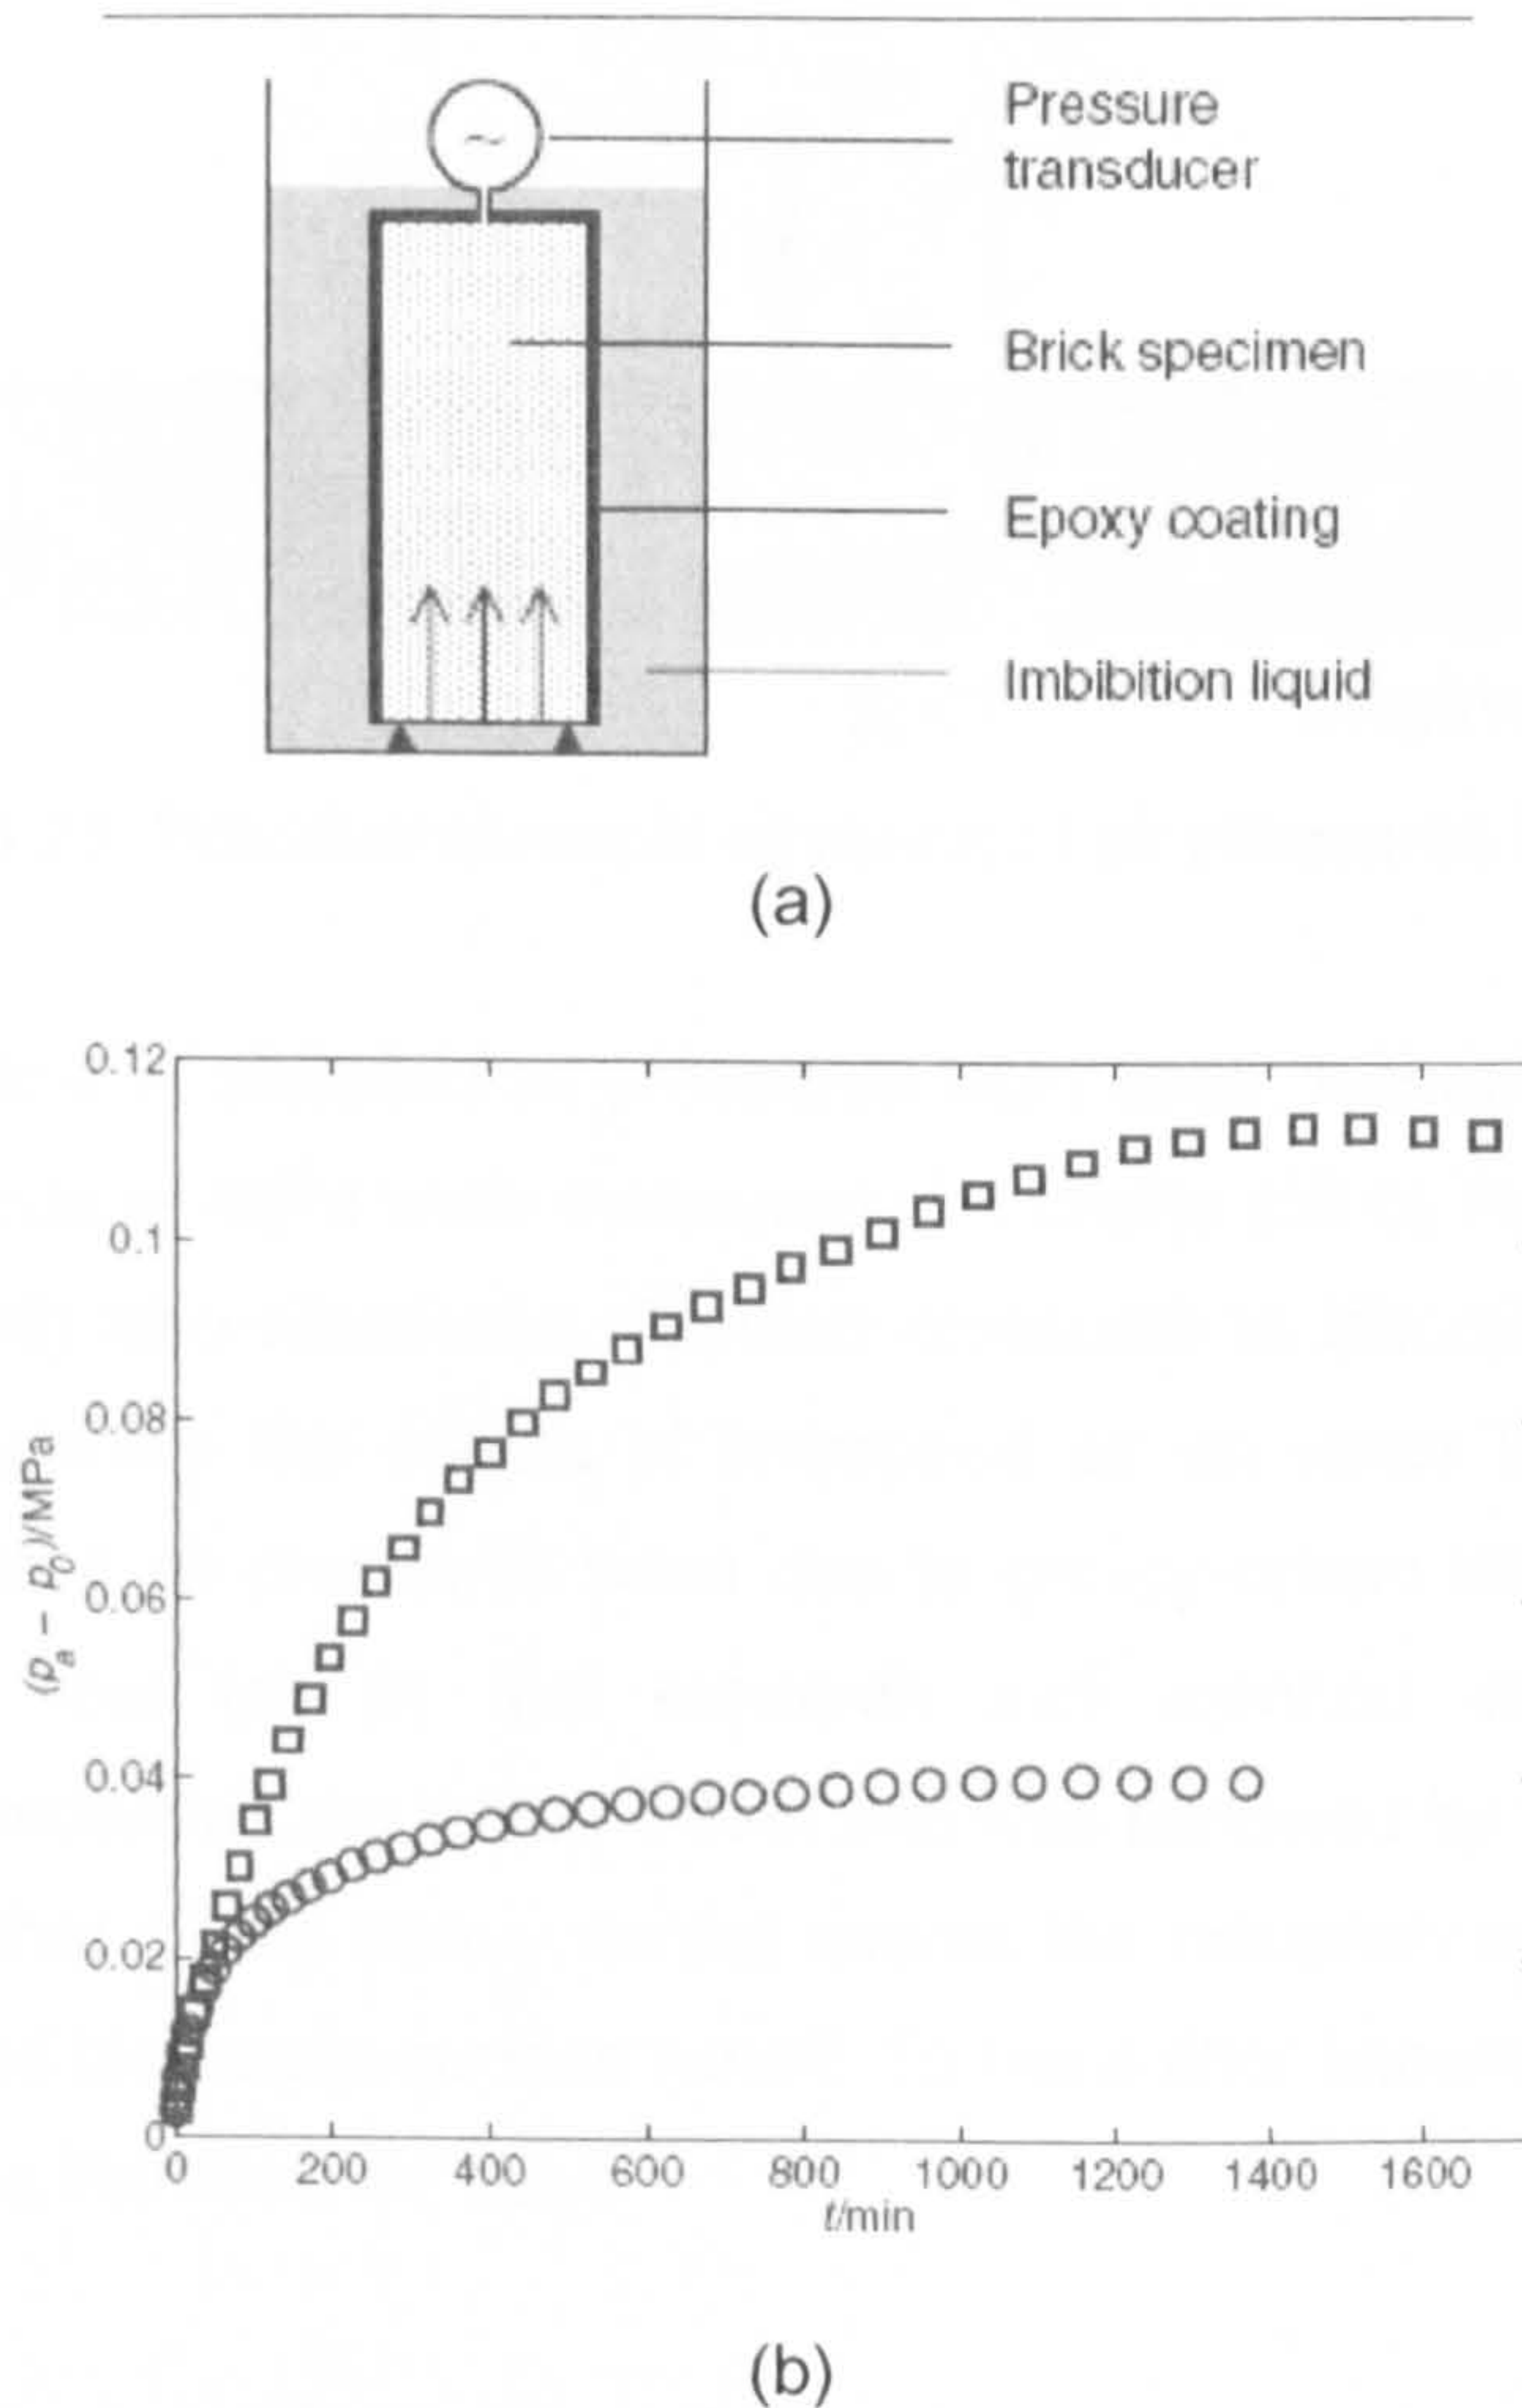 ~
Pressure
transducer
Brick specimen
Epoxy coating
Imbibition liquid
(a)
0.12
0.1
0.08
0.06
0.04
0.02
0
(pa − p0)/MPa
0 200 400 600 800 1000 1200 1400 1600
t/min
(b)